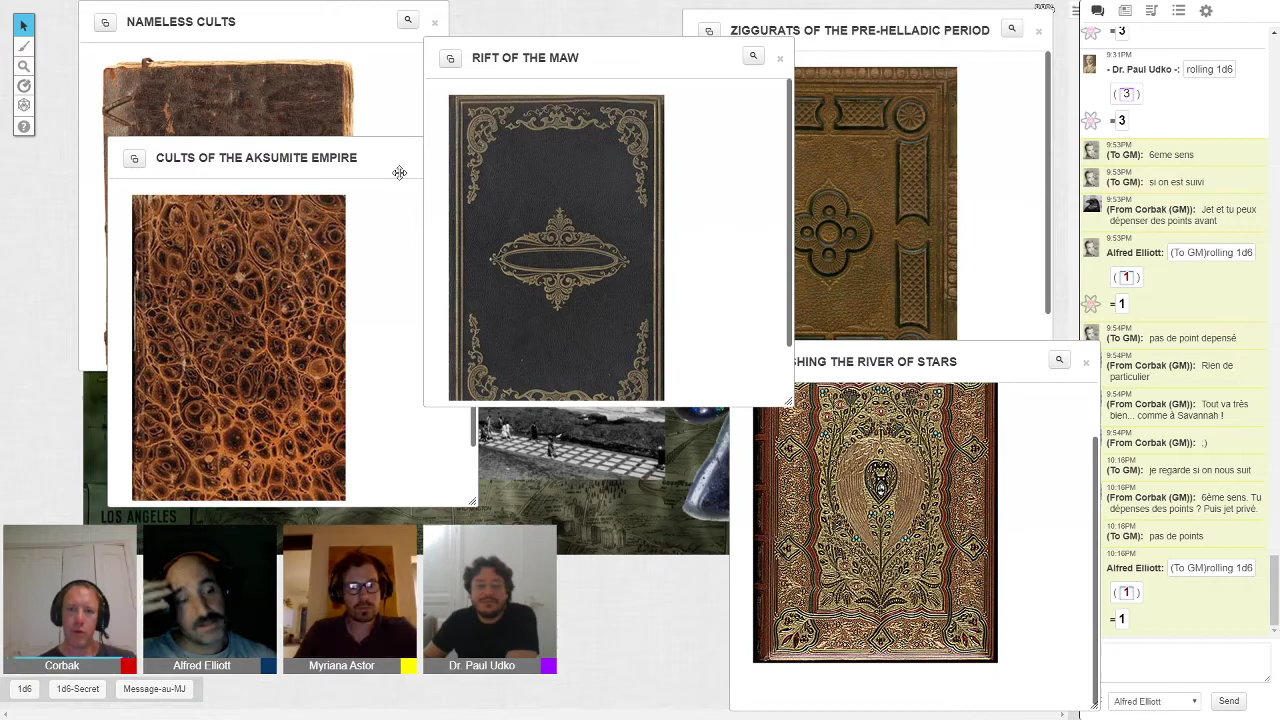 NAMELESS CULTS
ZIGGURATS OF THE PRE-HELLADIC PERIOD
RIFT OF THE MAW
CULTS OF THE AKSUMITE EMPIRE
SHING THE RIVER OF STARS
LOS ANGELES
Corbak
Alfred Elliott
Myriana Astor
Dr. Paul Udko
1d6
1d6-Secret
Message-au-MJ
= 3
9:31PM
- Dr. Paul Udko -: rolling 1d6
( 3 )
= 3
9:53PM
(To GM): 6eme sens
9:53PM
(To GM): si on est suivi
9:53PM
(From Corbak (GM)): Jet et tu peux
dépenser des points avant
9:53PM
Alfred Elliott: (To GM)rolling 1d6
( 1 )
= 1
9:54PM
(To GM): pas de point depensé
9:54PM
(From Corbak (GM)): Rien de
particulier
9:54PM
(From Corbak (GM)): Tout va très
bien... comme à Savannah !
9:54PM
(From Corbak (GM)): ;)
10:16PM
(To GM): je regarde si on nous suit
10:16PM
(From Corbak (GM)): 6ème sens. Tu
dépenses des points ? Puis jet privé.
10:16PM
(To GM): pas de points
10:16PM
Alfred Elliott: (To GM)rolling 1d6
( 1 )
= 1
Alfred Elliott
Send